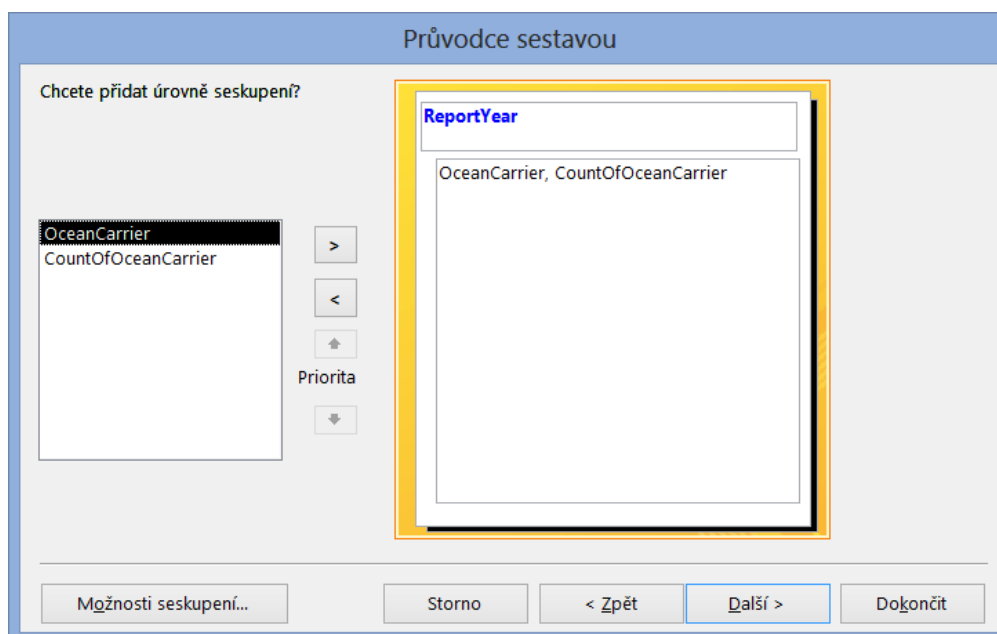 Průvodce sestavou
Chcete přidat úrovně seskupení?
ReportYear
OceanCarrier, CountOfOceanCarrier
OceanCarrier
CountOfOceanCarrier
>
<
Priorita
Možnosti seskupení...
Storno
< Zpět
Další >
Dokončit